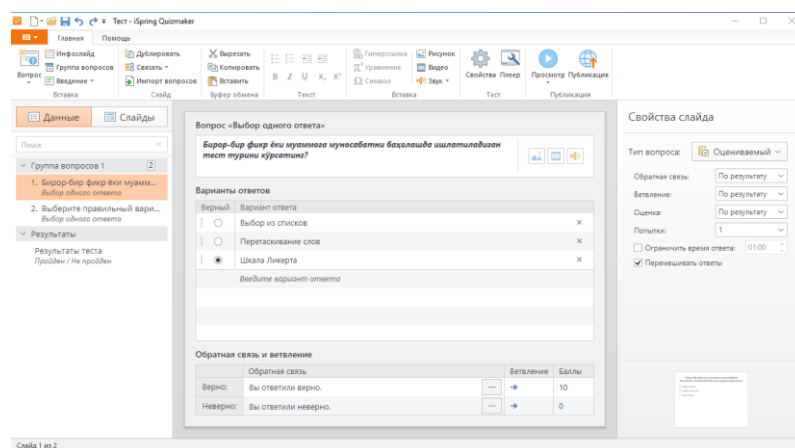 Тест - iSpring Quizmaker
Главная Помощь
Вопрос
Инфослайд
Группа вопросов
Введение
Вставка
Дублировать
Связать
Импорт вопросов
Слайд
Вырезать
Копировать
Вставить
Буфер обмена
Текст
Гиперссылка
Уравнение
Символ
Рисунок
Видео
Звук
Вставка
Свойства Плеер
Тест
Просмотр Публикация
Публикация
Данные Слайды
Поиск
Группа вопросов 1 2
1. Бирор-бир фикр ёки муамм...
Выбор одного ответа
2. Выберите правильный вари...
Выбор одного ответа
Результаты
Результаты теста
Пройден / Не пройден
Вопрос «Выбор одного ответа»
Бирор-бир фикр ёки муаммога муносабатни баҳолашда ишлатиладиган
тест турини кўрсатинг?
Варианты ответов
Верный Вариант ответа
Выбор из списков
Перетаскивание слов
Шкала Ликерта
Введите вариант ответа
Обратная связь и ветвление
Обратная связь Ветвление Баллы
Верно: Вы ответили верно. 10
Неверно: Вы ответили неверно. 0
Свойства слайда
Тип вопроса: Оцениваемый
Обратная связь: По результату
Ветвление: По результату
Оценка: По результату
Попытки: 1
Ограничить время ответа: 01:00
Перемешивать ответы
Слайд 1 из 2